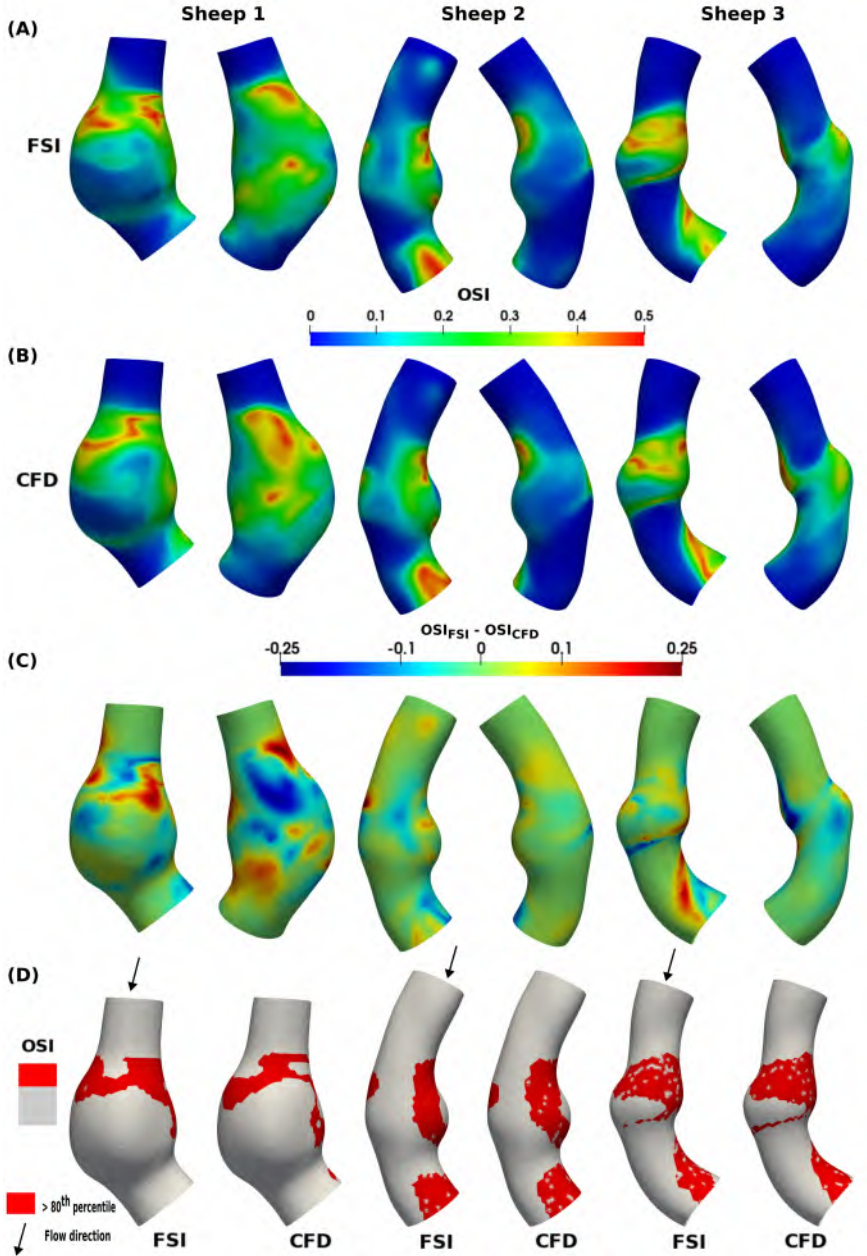 Sheep 1 Sheep 2 Sheep 3
(A)
FSI
OSI
0 0.1 0.2 0.3 0.4 0.5
(B)
CFD
OSIFSI - OSICFD
-0.25 -0.1 0 0.1 0.25
(C)
(D)
OSI
> 80th percentile
Flow direction
FSI CFD FSI CFD FSI CFD